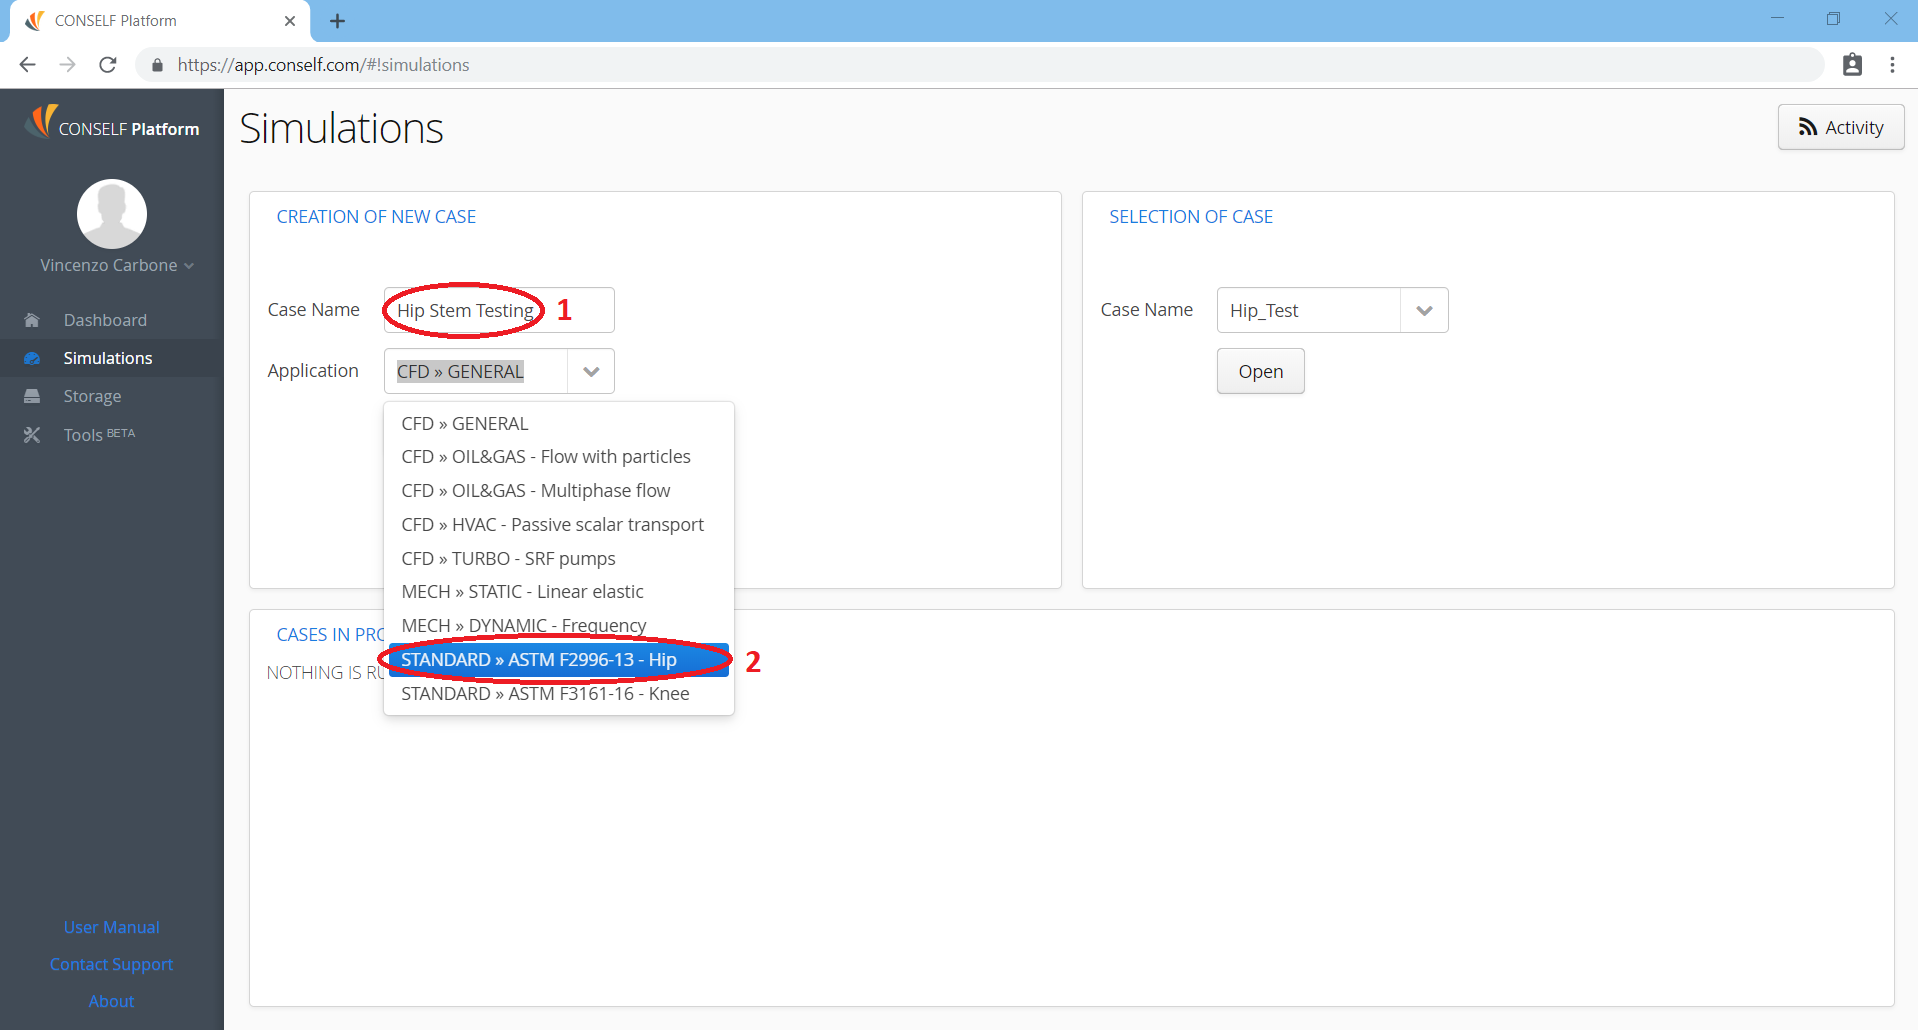 CONSELF Platform
https://app.conself.com/#!simulations
CONSELF Platform
Vincenzo Carbone
Dashboard
Simulations
Storage
Tools BETA
User Manual
Contact Support
About
Simulations
Activity
CREATION OF NEW CASE
Case Name
Hip Stem Testing
1
Application
CFD » GENERAL
CFD » GENERAL
CFD » OIL&GAS - Flow with particles
CFD » OIL&GAS - Multiphase flow
CFD » HVAC - Passive scalar transport
CFD » TURBO - SRF pumps
MECH » STATIC - Linear elastic
MECH » DYNAMIC - Frequency
STANDARD » ASTM F2996-13 - Hip
2
STANDARD » ASTM F3161-16 - Knee
SELECTION OF CASE
Case Name
Hip_Test
Open
CASES IN PRO
NOTHING IS RU